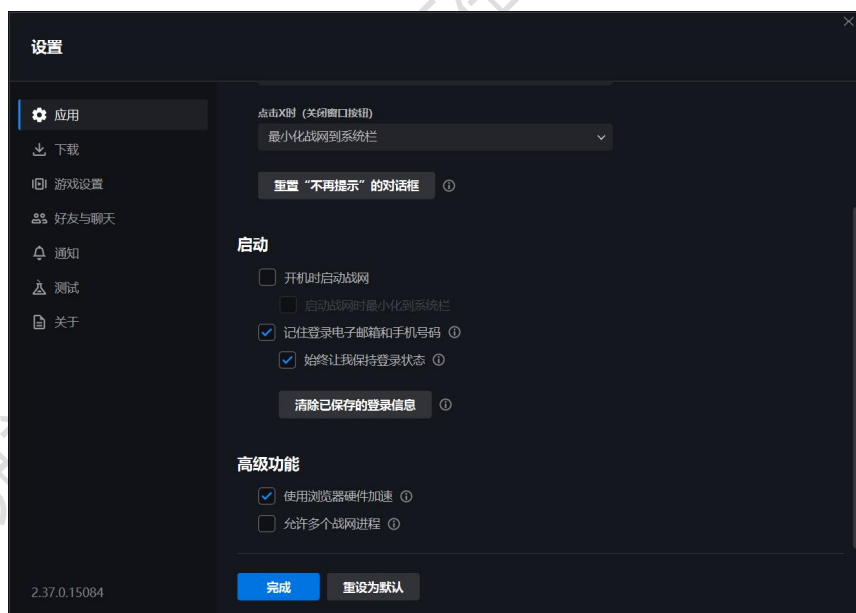 设置
应用
下载
游戏设置
好友与聊天
通知
测试
关于
2.37.0.15084
点击X时 (关闭窗口按钮)
最小化战网到系统栏
重置“不再提示”的对话框
启动
开机时启动战网
启动战网时最小化到系统栏
记住登录电子邮箱和手机号码
始终让我保持登录状态
清除已保存的登录信息
高级功能
使用浏览器硬件加速
允许多个战网进程
完成
重设为默认